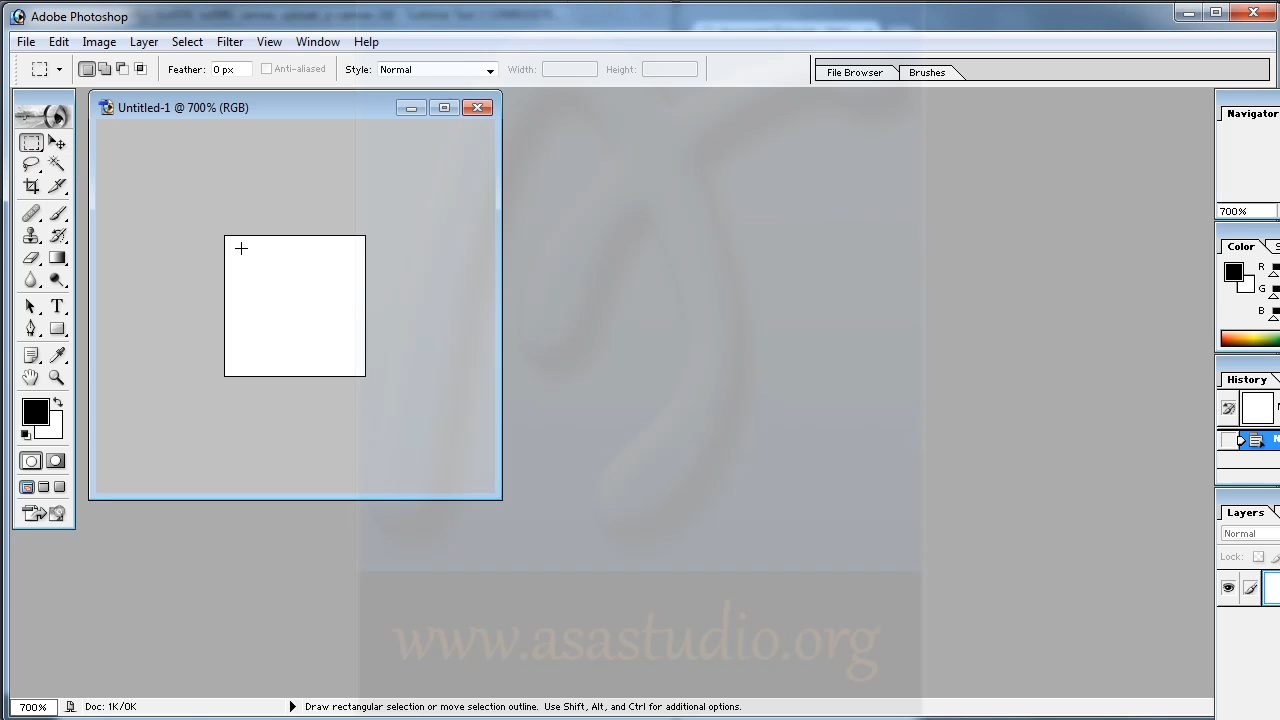 Adobe Photoshop
File Edit Image Layer Select Filter View Window Help
Feather: 0 px Anti-aliased Style: Normal Width: Height: File Browser Brushes
Untitled-1 @ 700% (RGB)
Navigator
700%
Color
R
G
B
History
Layers
Normal
Lock:
www.asastudio.org
700% Doc: 1K/0K Draw rectangular selection or move selection outline. Use Shift, Alt, and Ctrl for additional options.